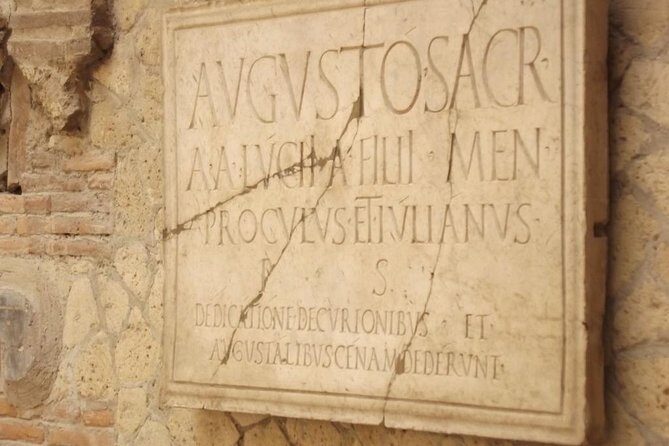 AVGVSTO·SACR·
A·A·LVCII·A·FILII·MEN·
PROCVLVS·ET·IVLIANVS·
P· S·
DEDICATIONE·DECVRIONIBVS ET
AVGVSTALIBVS·CENAM·DEDERVNT